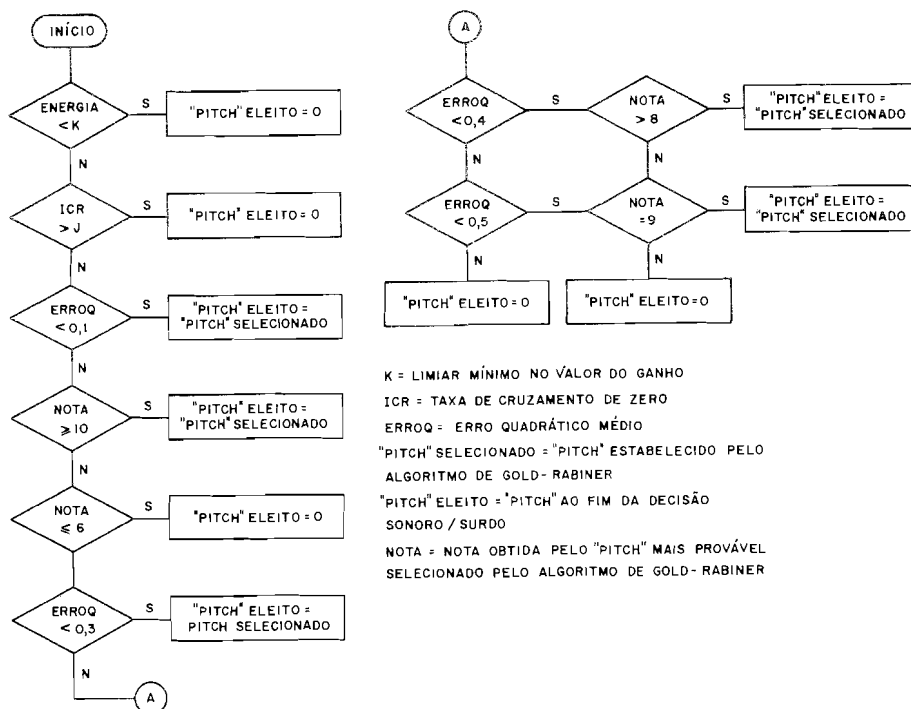 INÍCIO
ENERGIA
< K
S
"PITCH" ELEITO = 0
N
ICR
> J
S
"PITCH" ELEITO = 0
N
ERROQ
< 0,1
S
"PITCH" ELEITO =
"PITCH" SELECIONADO
N
NOTA
⩾ 10
S
"PITCH" ELEITO =
"PITCH" SELECIONADO
N
NOTA
⩽ 6
S
"PITCH" ELEITO = 0
ERROQ
< 0,3
S
"PITCH" ELEITO =
PITCH SELECIONADO
N
A
A
ERROQ
< 0,4
S
NOTA
> 8
S
"PITCH" ELEITO =
"PITCH" SELECIONADO
N
N
ERROQ
< 0,5
S
NOTA
=9
S
"PITCH" ELEITO =
"PITCH" SELECIONADO
N
N
"PITCH" ELEITO = 0
"PITCH" ELEITO = 0
K = LIMIAR MÍNIMO NO VALOR DO GANHO
ICR = TAXA DE CRUZAMENTO DE ZERO
ERROQ = ERRO QUADRÁTICO MÉDIO
"PITCH" SELECIONADO = "PITCH" ESTABELECIDO PELO
ALGORITMO DE GOLD-RABINER
"PITCH" ELEITO = "PITCH" AO FIM DA DECISÃO
SONORO / SURDO
NOTA = NOTA OBTIDA PELO "PITCH" MAIS PROVÁVEL
SELECIONADO PELO ALGORITMO DE GOLD-RABINER